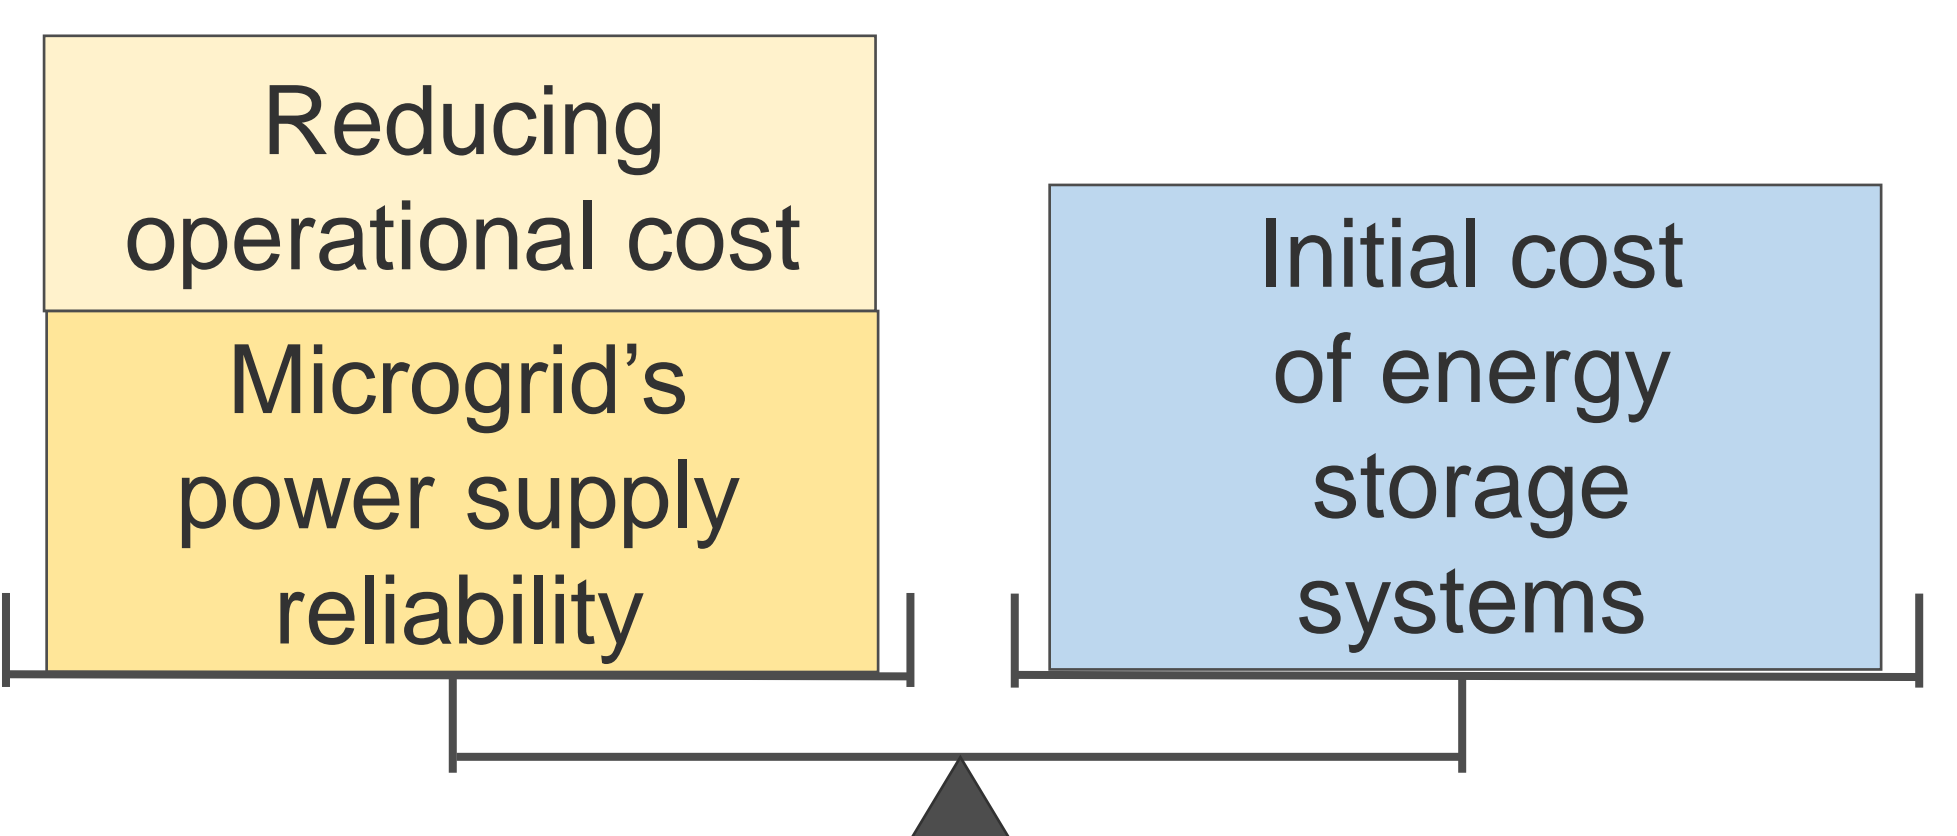 Reducing
operational cost
Microgrid’s
power supply
reliability
Initial cost
of energy
storage
systems